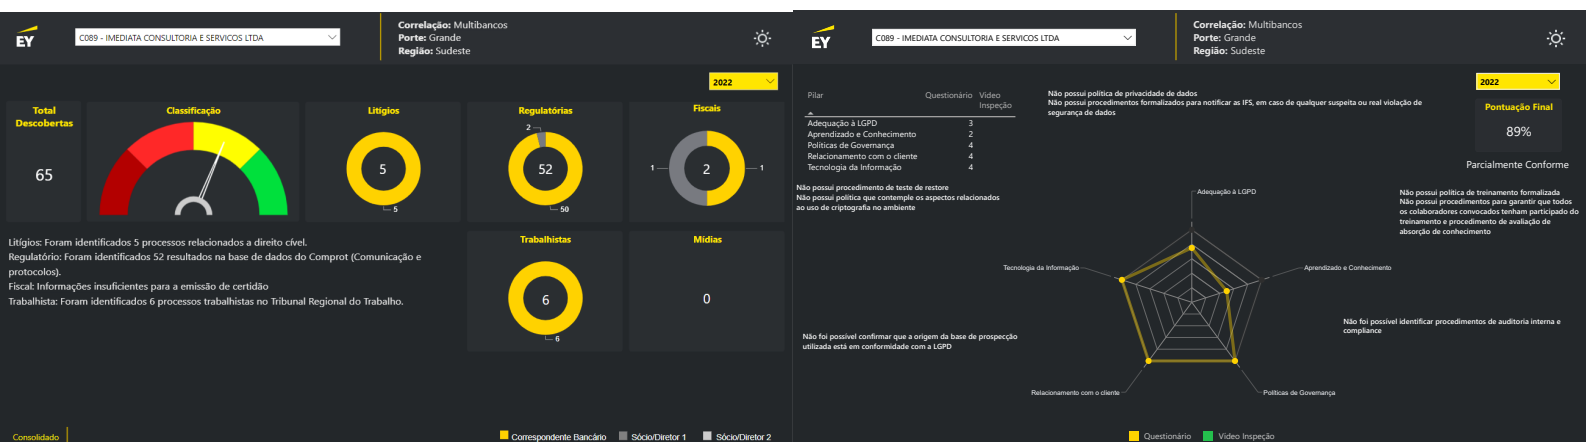 EY
C089 - IMEDIATA CONSULTORIA E SERVICOS LTDA
Correlação: Multibancos
Porte: Grande
Região: Sudeste
2022
Total
Descobertas
65
Classificação
Litígios
5
5
Regulatórias
2
52
50
Fiscais
1
2
1
Litígios: Foram identificados 5 processos relacionados a direito cível.
Regulatório: Foram identificados 52 resultados na base de dados do Comprot (Comunicação e
protocolos).
Fiscal: Informações insuficientes para a emissão de certidão
Trabalhista: Foram identificados 6 processos trabalhistas no Tribunal Regional do Trabalho.
Trabalhistas
6
6
Mídias
0
Consolidado
Correspondente Bancário
Sócio/Diretor 1
Sócio/Diretor 2
EY
C089 - IMEDIATA CONSULTORIA E SERVICOS LTDA
Correlação: Multibancos
Porte: Grande
Região: Sudeste
2022
Pilar Questionário Vídeo
Inspeção
Adequação à LGPD 3
Aprendizado e Conhecimento 2
Políticas de Governança 4
Relacionamento com o cliente 4
Tecnologia da Informação 4
Não possui política de privacidade de dados
Não possui procedimentos formalizados para notificar as IFS, em caso de qualquer suspeita ou real violação de
segurança de dados
Pontuação Final
89%
Parcialmente Conforme
Não possui procedimento de teste de restore
Não possui política que contemple os aspectos relacionados
ao uso de criptografia no ambiente
Adequação à LGPD
Não possui política de treinamento formalizada
Não possui procedimentos para garantir que todos
os colaboradores convocados tenham participado do
treinamento e procedimento de avaliação de
absorção de conhecimento
Tecnologia da Informação
Aprendizado e Conhecimento
Não foi possível identificar procedimentos de auditoria interna e
compliance
Não foi possível confirmar que a origem da base de prospecção
utilizada está em conformidade com a LGPD
Relacionamento com o cliente
Políticas de Governança
Questionário
Vídeo Inspeção